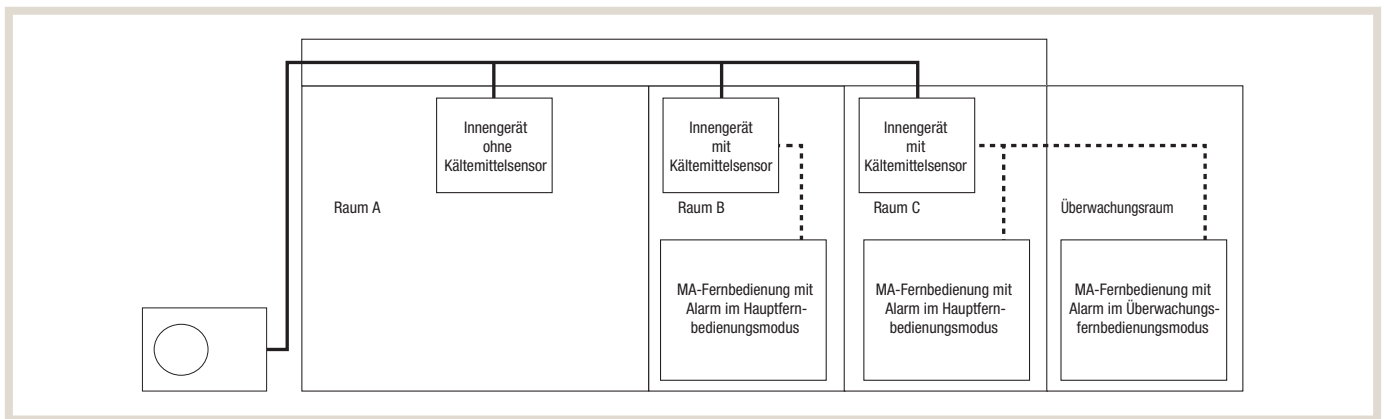 Innengerät
ohne
Kältemittelsensor
Innengerät
mit
Kältemittelsensor
Innengerät
mit
Kältemittelsensor
Raum A
Raum B
Raum C
Überwachungsraum
MA-Fernbedienung mit
Alarm im Hauptfern-
bedienungsmodus
MA-Fernbedienung mit
Alarm im Hauptfern-
bedienungsmodus
MA-Fernbedienung mit
Alarm im Überwachungs-
fernbedienungsmodus